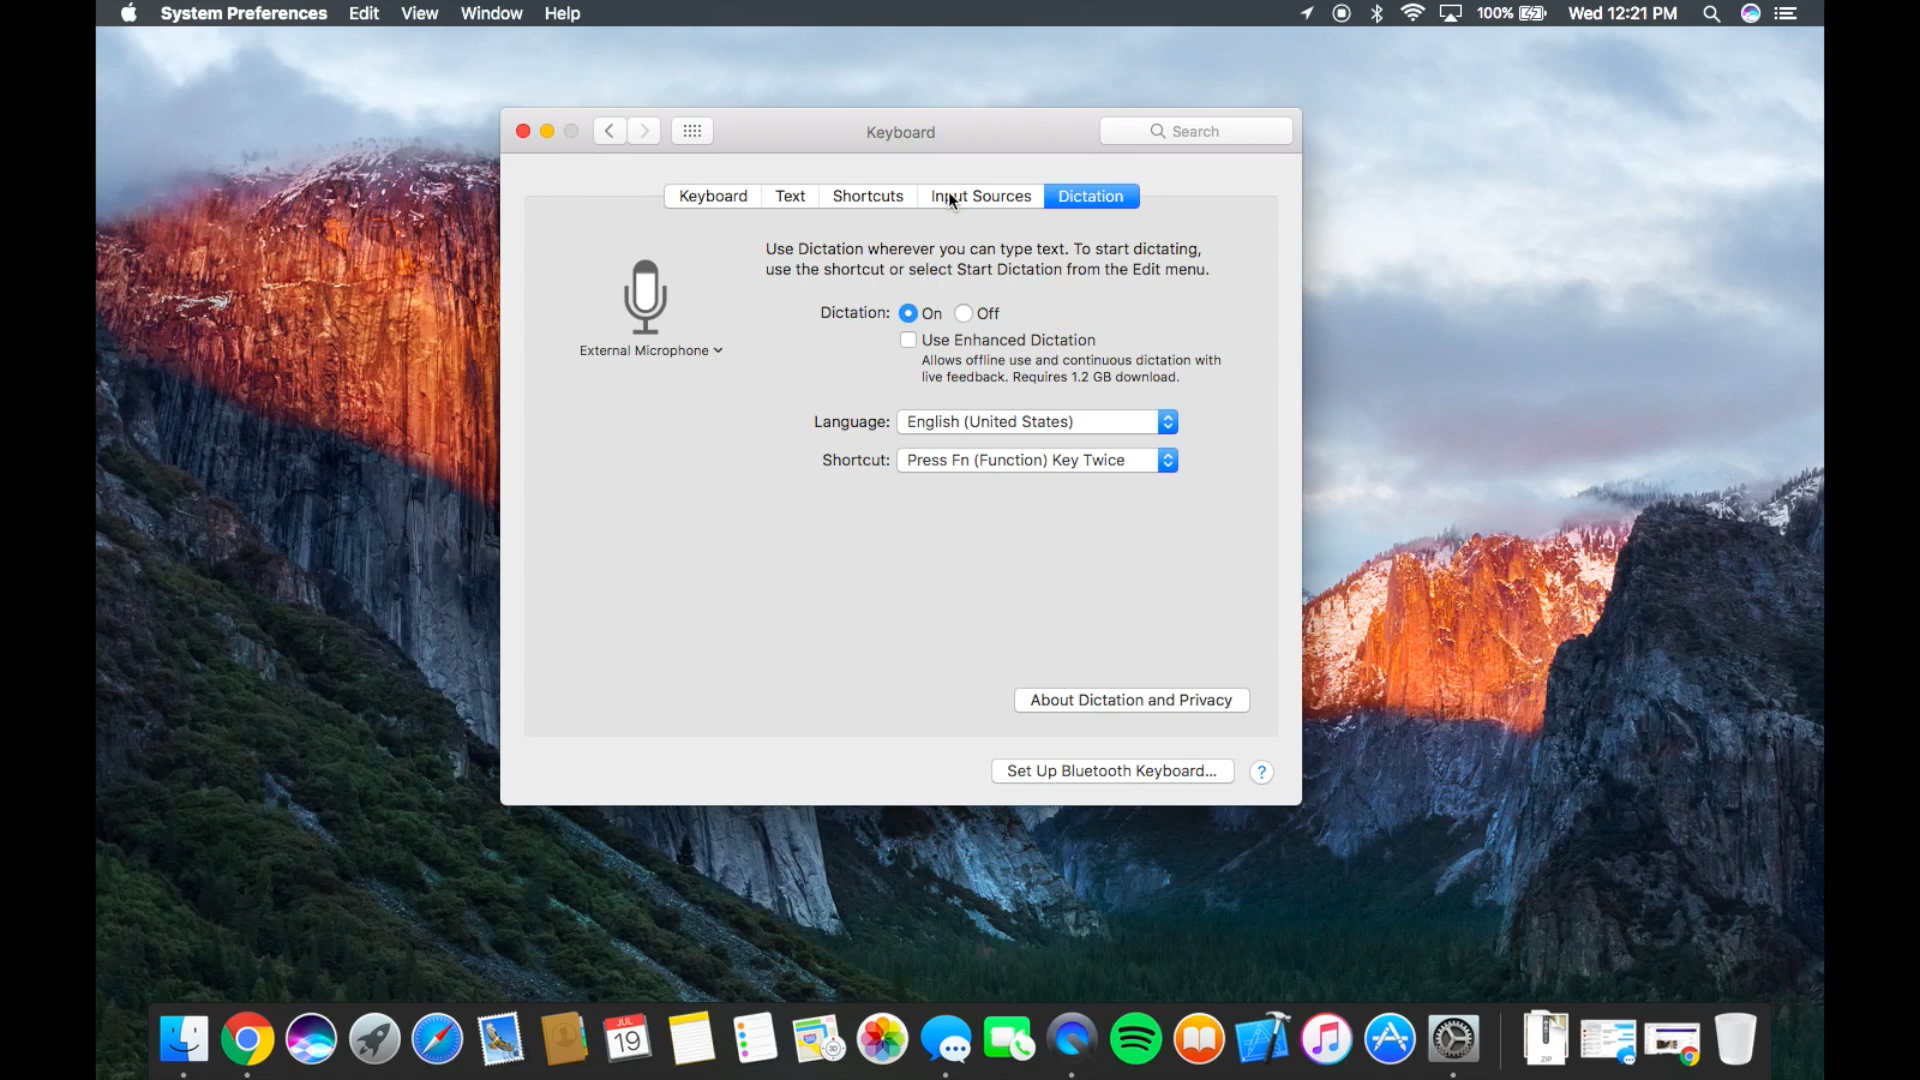 System Preferences Edit View Window Help 100% Wed 12:21 PM
Keyboard
Search
Keyboard Text Shortcuts Input Sources Dictation
Use Dictation wherever you can type text. To start dictating,
use the shortcut or select Start Dictation from the Edit menu.
Dictation: On Off
Use Enhanced Dictation
External Microphone
Allows offline use and continuous dictation with
live feedback. Requires 1.2 GB download.
Language: English (United States)
Shortcut: Press Fn (Function) Key Twice
About Dictation and Privacy
Set Up Bluetooth Keyboard... ?
JUL
19
3D
ZIP